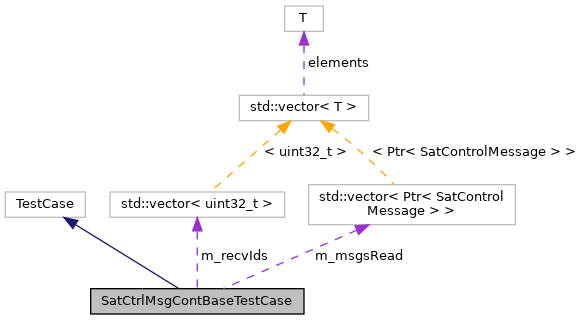 T
elements
std::vector< T >
< uint32_t >
< Ptr< SatControlMessage > >
TestCase
std::vector< uint32_t >
std::vector< Ptr< SatControl
Message > >
m_recvIds
m_msgsRead
SatCtrlMsgContBaseTestCase